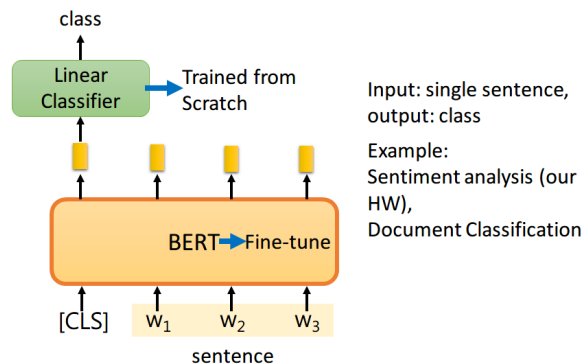 class
Linear
Classifier
Trained from
Scratch
Input: single sentence,
output: class
Example:
Sentiment analysis (our
HW),
Document Classification
BERT Fine-tune
[CLS] w1 w2 w3
sentence